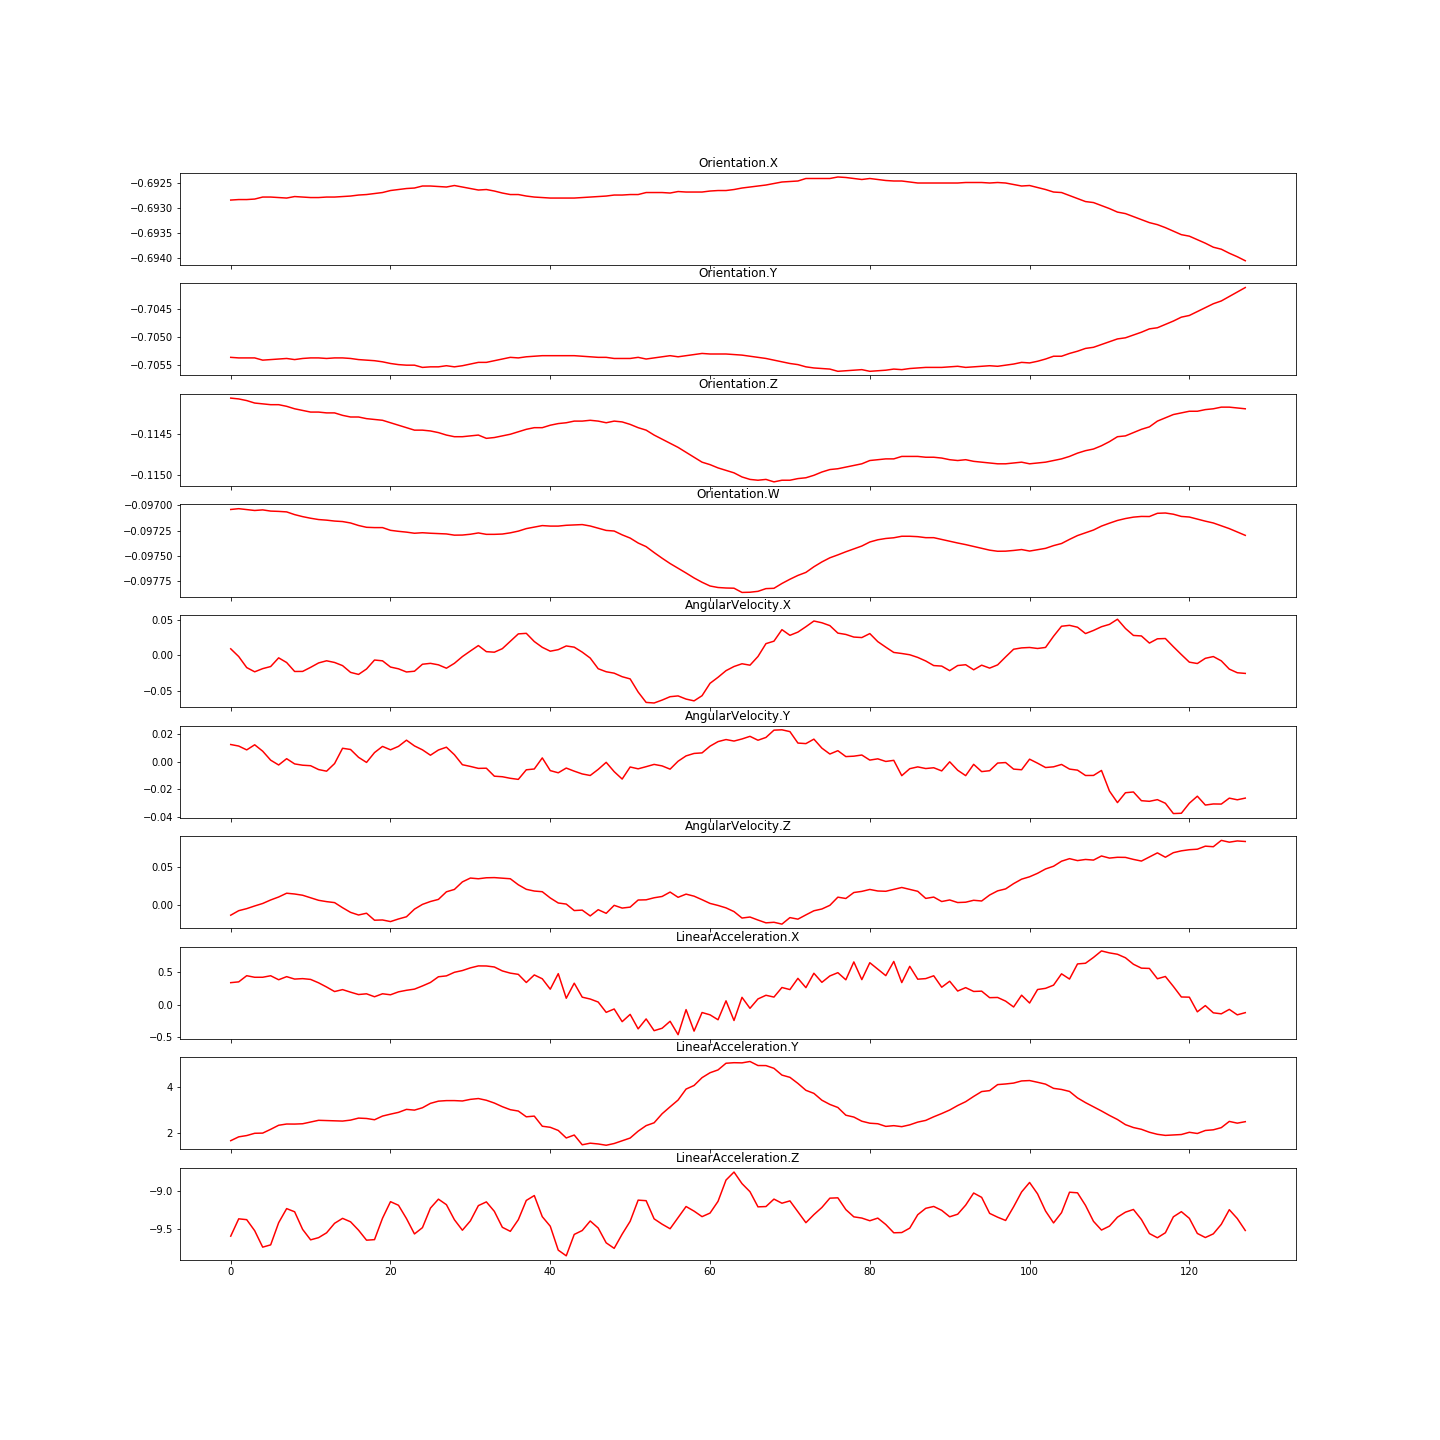 Orientation.X
−0.6925
−0.6930
−0.6935
−0.6940
Orientation.Y
−0.7045
−0.7050
−0.7055
Orientation.Z
−0.1145
−0.1150
Orientation.W
−0.09700
−0.09725
−0.09750
−0.09775
AngularVelocity.X
0.05
0.00
−0.05
AngularVelocity.Y
0.02
0.00
−0.02
−0.04
AngularVelocity.Z
0.05
0.00
LinearAcceleration.X
0.5
0.0
−0.5
LinearAcceleration.Y
4
2
LinearAcceleration.Z
−9.0
−9.5
0 20 40 60 80 100 120